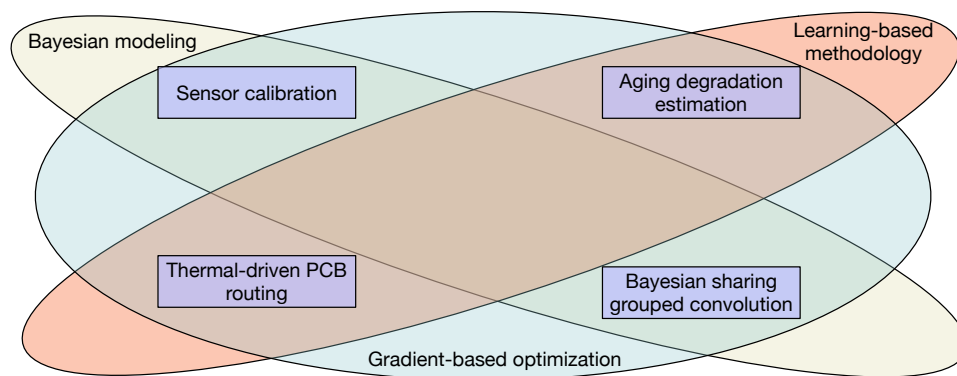 Bayesian modeling
Learning-based
methodology
Sensor calibration
Aging degradation
estimation
Thermal-driven PCB
routing
Bayesian sharing
grouped convolution
Gradient-based optimization